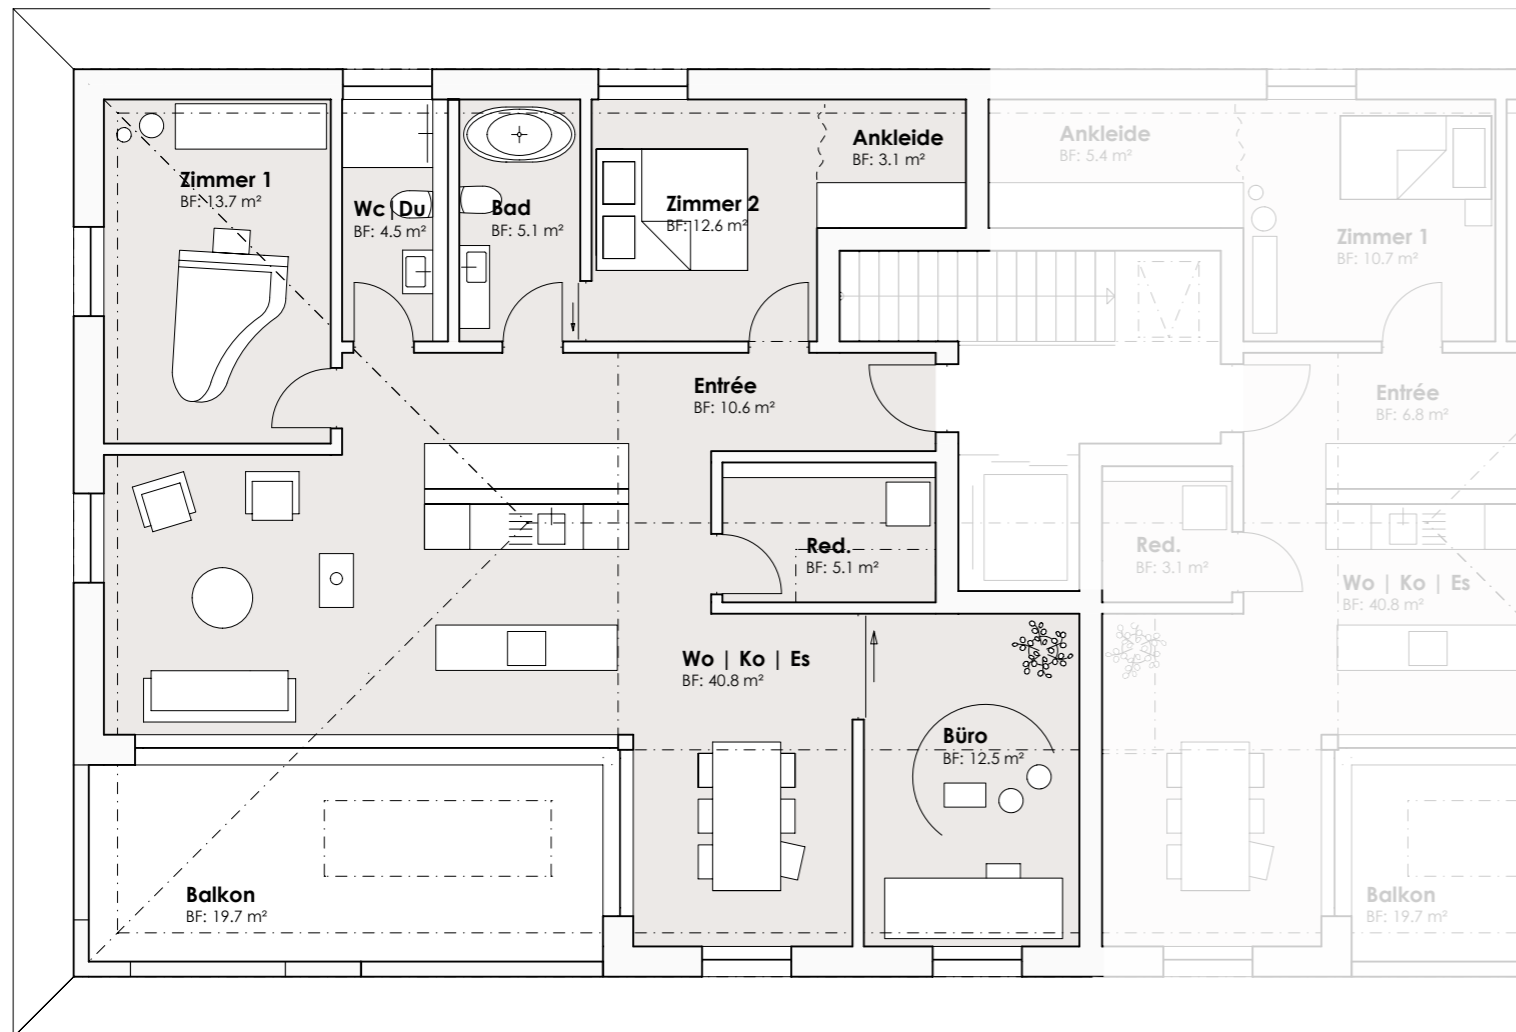 Ankleide
BF: 3.1 m²
Ankleide
BF: 5.4 m²
Zimmer 1
BF: 13.7 m²
Wc | Du
BF: 4.5 m²
Bad
BF: 5.1 m²
Zimmer 2
BF: 12.6 m²
Zimmer 1
BF: 10.7 m²
Entrée
BF: 10.6 m²
Entrée
BF: 6.8 m²
Red.
BF: 5.1 m²
Red.
BF: 3.1 m²
Wo | Ko | Es
BF: 40.8 m²
Wo | Ko | Es
BF: 40.8 m²
Büro
BF: 12.5 m²
Balkon
BF: 19.7 m²
Balkon
BF: 19.7 m²